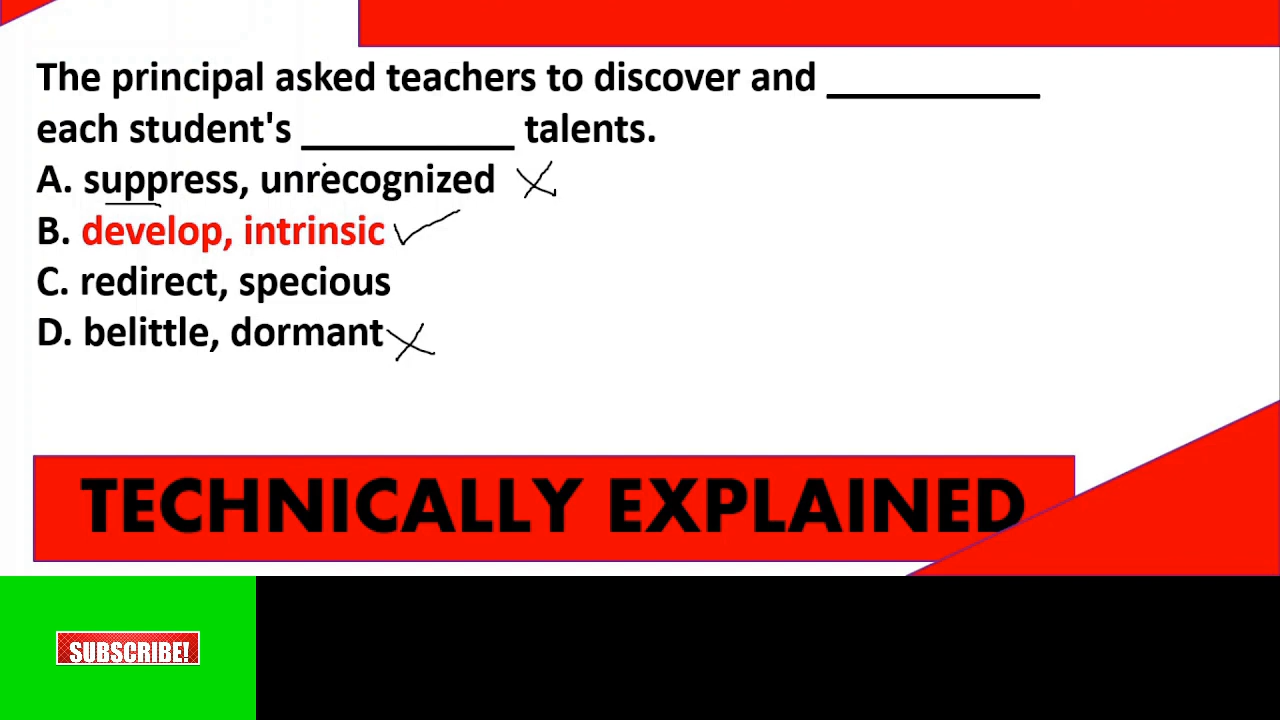 The principal asked teachers to discover and ___________
each student's ___________ talents.
A. suppress, unrecognized
B. develop, intrinsic
C. redirect, specious
D. belittle, dormant
TECHNICALLY EXPLAINED
SUBSCRIBE!